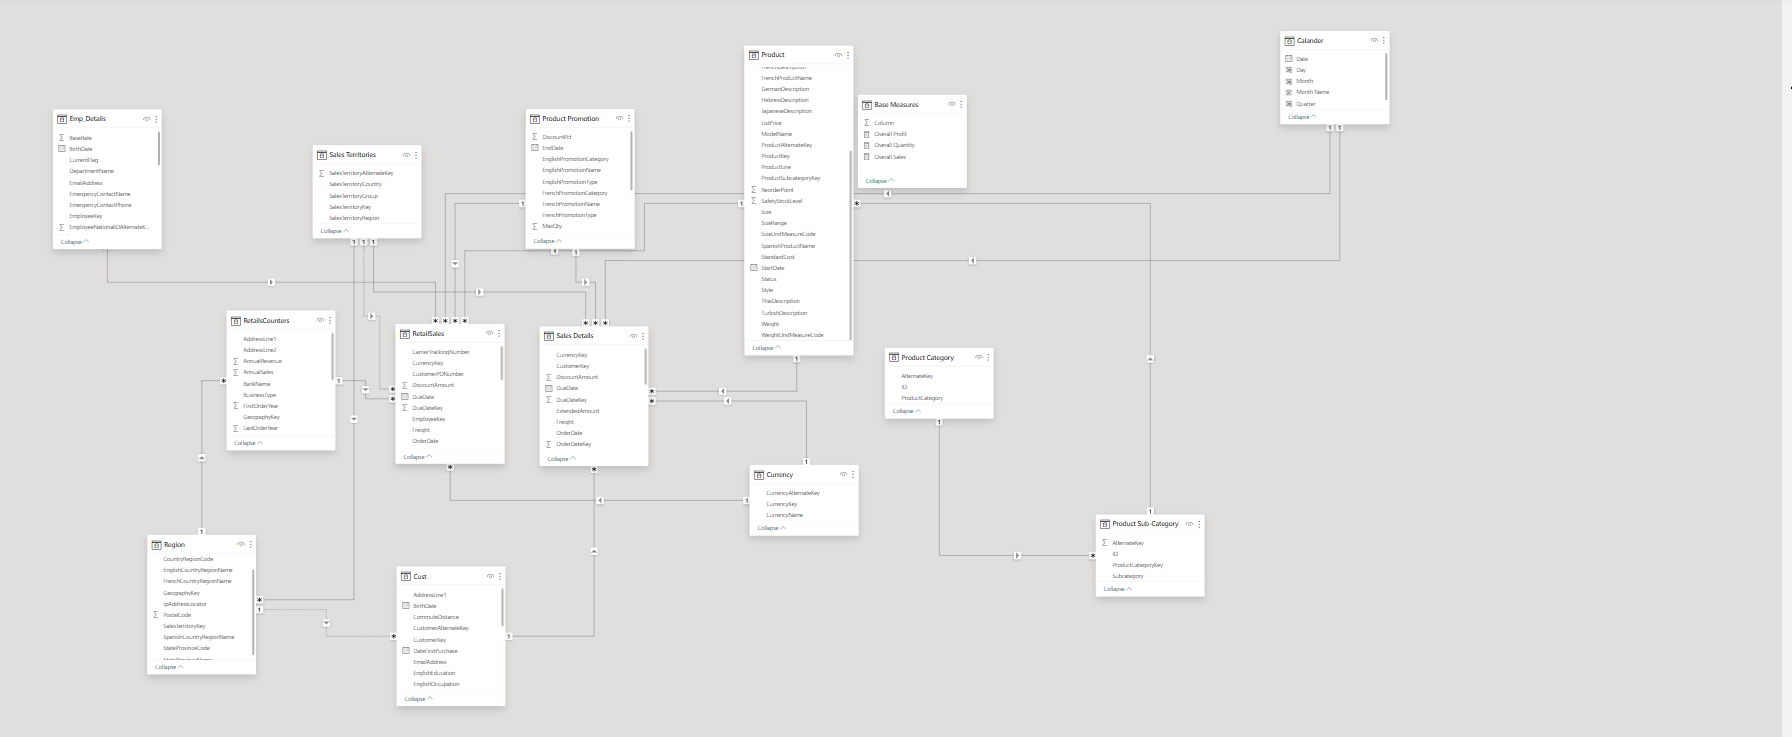 Calander
Date
Day
Month
Month Name
Quarter
Collapse
Product
FrenchProductName
GermanDescription
HebrewDescription
JapaneseDescription
ListPrice
ModelName
ProductAlternateKey
ProductKey
ProductLine
ProductSubcategoryKey
ReorderPoint
SafetyStockLevel
Size
SizeRange
SizeUnitMeasureCode
SpanishProductName
StandardCost
StartDate
Status
Style
ThaiDescription
TurkishDescription
Weight
WeightUnitMeasureCode
Collapse
Base Measures
Column
Overall Profit
Overall Quantity
Overall Sales
Collapse
Emp_Details
BaseRate
BirthDate
CurrentFlag
DepartmentName
EmailAddress
EmergencyContactName
EmergencyContactPhone
EmployeeKey
EmployeeNationalIDAlternateK...
Collapse
Product Promotion
DiscountPct
EndDate
EnglishPromotionCategory
EnglishPromotionName
EnglishPromotionType
FrenchPromotionCategory
FrenchPromotionName
FrenchPromotionType
MaxQty
Collapse
Sales Territories
SalesTerritoryAlternateKey
SalesTerritoryCountry
SalesTerritoryGroup
SalesTerritoryKey
SalesTerritoryRegion
Collapse
RetailsCounters
AddressLine1
AddressLine2
AnnualRevenue
AnnualSales
BankName
BusinessType
FirstOrderYear
GeographyKey
LastOrderYear
Collapse
RetailSales
CarrierTrackingNumber
CurrencyKey
CustomerPONumber
DiscountAmount
DueDate
DueDateKey
EmployeeKey
Freight
OrderDate
Collapse
Sales Details
CurrencyKey
CustomerKey
DiscountAmount
DueDate
DueDateKey
ExtendedAmount
Freight
OrderDate
OrderDateKey
Collapse
Product Category
AlternateKey
ID
ProductCategory
Collapse
Currency
CurrencyAlternateKey
CurrencyKey
CurrencyName
Collapse
Product Sub-Category
AlternateKey
ID
ProductCategoryKey
Subcategory
Collapse
Region
CountryRegionCode
EnglishCountryRegionName
FrenchCountryRegionName
GeographyKey
IpAddressLocator
PostalCode
SalesTerritoryKey
SpanishCountryRegionName
StateProvinceCode
Collapse
Cust
AddressLine1
BirthDate
CommuteDistance
CustomerAlternateKey
CustomerKey
DateFirstPurchase
EmailAddress
EnglishEducation
EnglishOccupation
Collapse